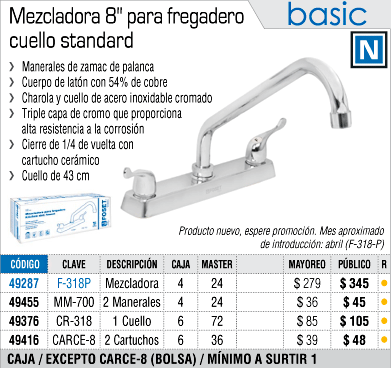 Mezcladora 8" para fregadero
cuello standard
basic
N
› Manerales de zamac de palanca
› Cuerpo de latón con 54% de cobre
› Charola y cuello de acero inoxidable cromado
› Triple capa de cromo que proporciona
alta resistencia a la corrosión
› Cierre de 1/4 de vuelta con
cartucho cerámico
› Cuello de 43 cm
FOSET
Producto nuevo, espere promoción. Mes aproximado
de introducción: abril (F-318-P)
CÓDIGO CLAVE DESCRIPCIÓN CAJA MASTER MAYOREO PÚBLICO R
49287 F-318P Mezcladora 4 24 $ 279 $ 345
49455 MM-700 2 Manerales 4 24 $ 36 $ 45
49376 CR-318 1 Cuello 6 72 $ 85 $ 105
49416 CARCE-8 2 Cartuchos 6 36 $ 39 $ 48
CAJA / EXCEPTO CARCE-8 (BOLSA) / MÍNIMO A SURTIR 1